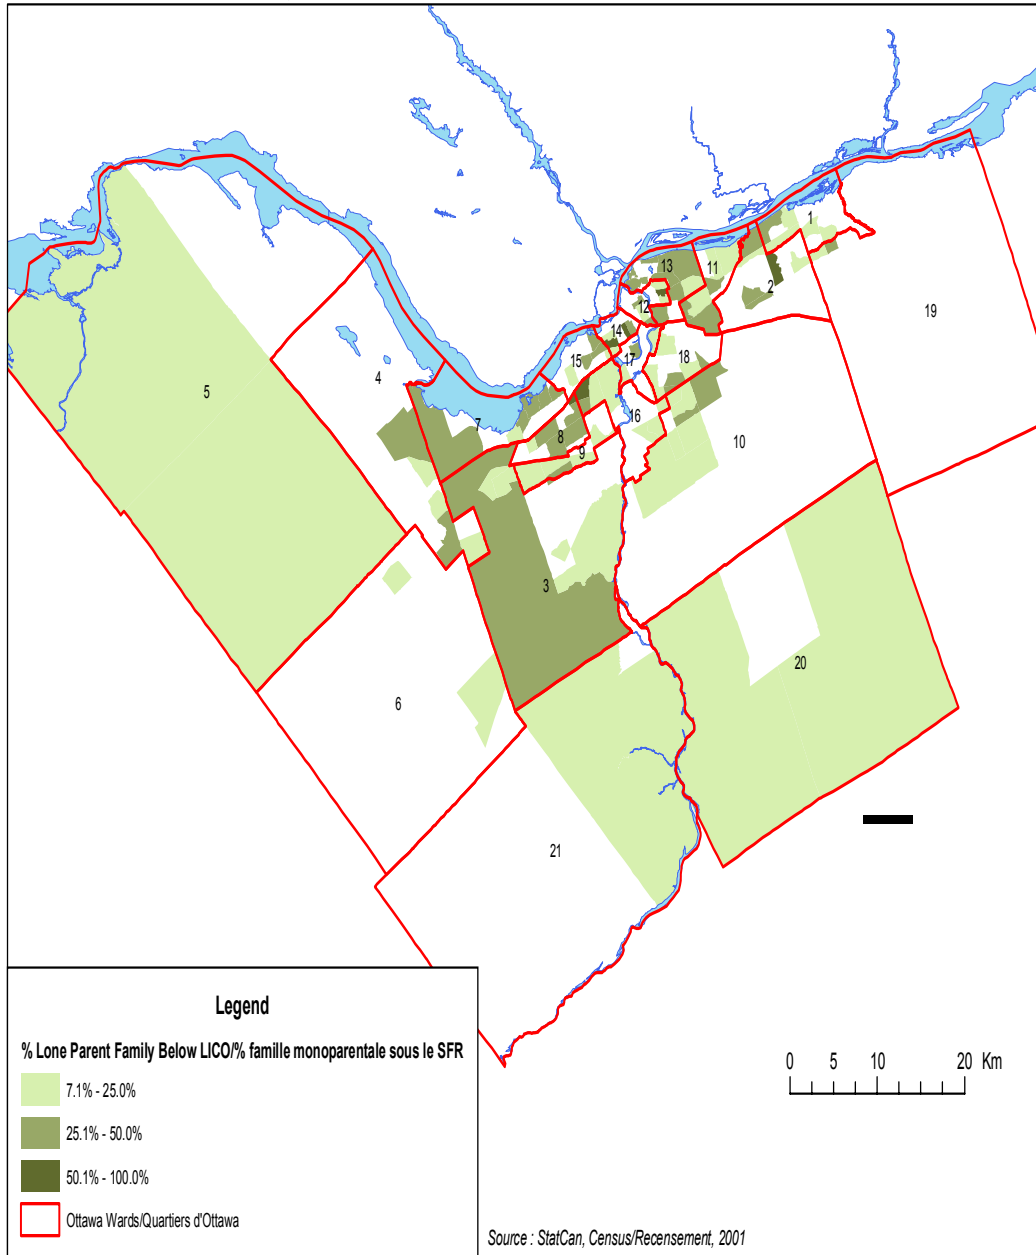 1
13
11
2
12
19
14
15
17
18
4
5
7
16
8
10
9
3
20
6
21
Legend
% Lone Parent Family Below LICO/% famille monoparentale sous le SFR
7.1% - 25.0%
25.1% - 50.0%
50.1% - 100.0%
Ottawa Wards/Quartiers d'Ottawa
0 5 10 20 Km
Source : StatCan, Census/Recensement, 2001